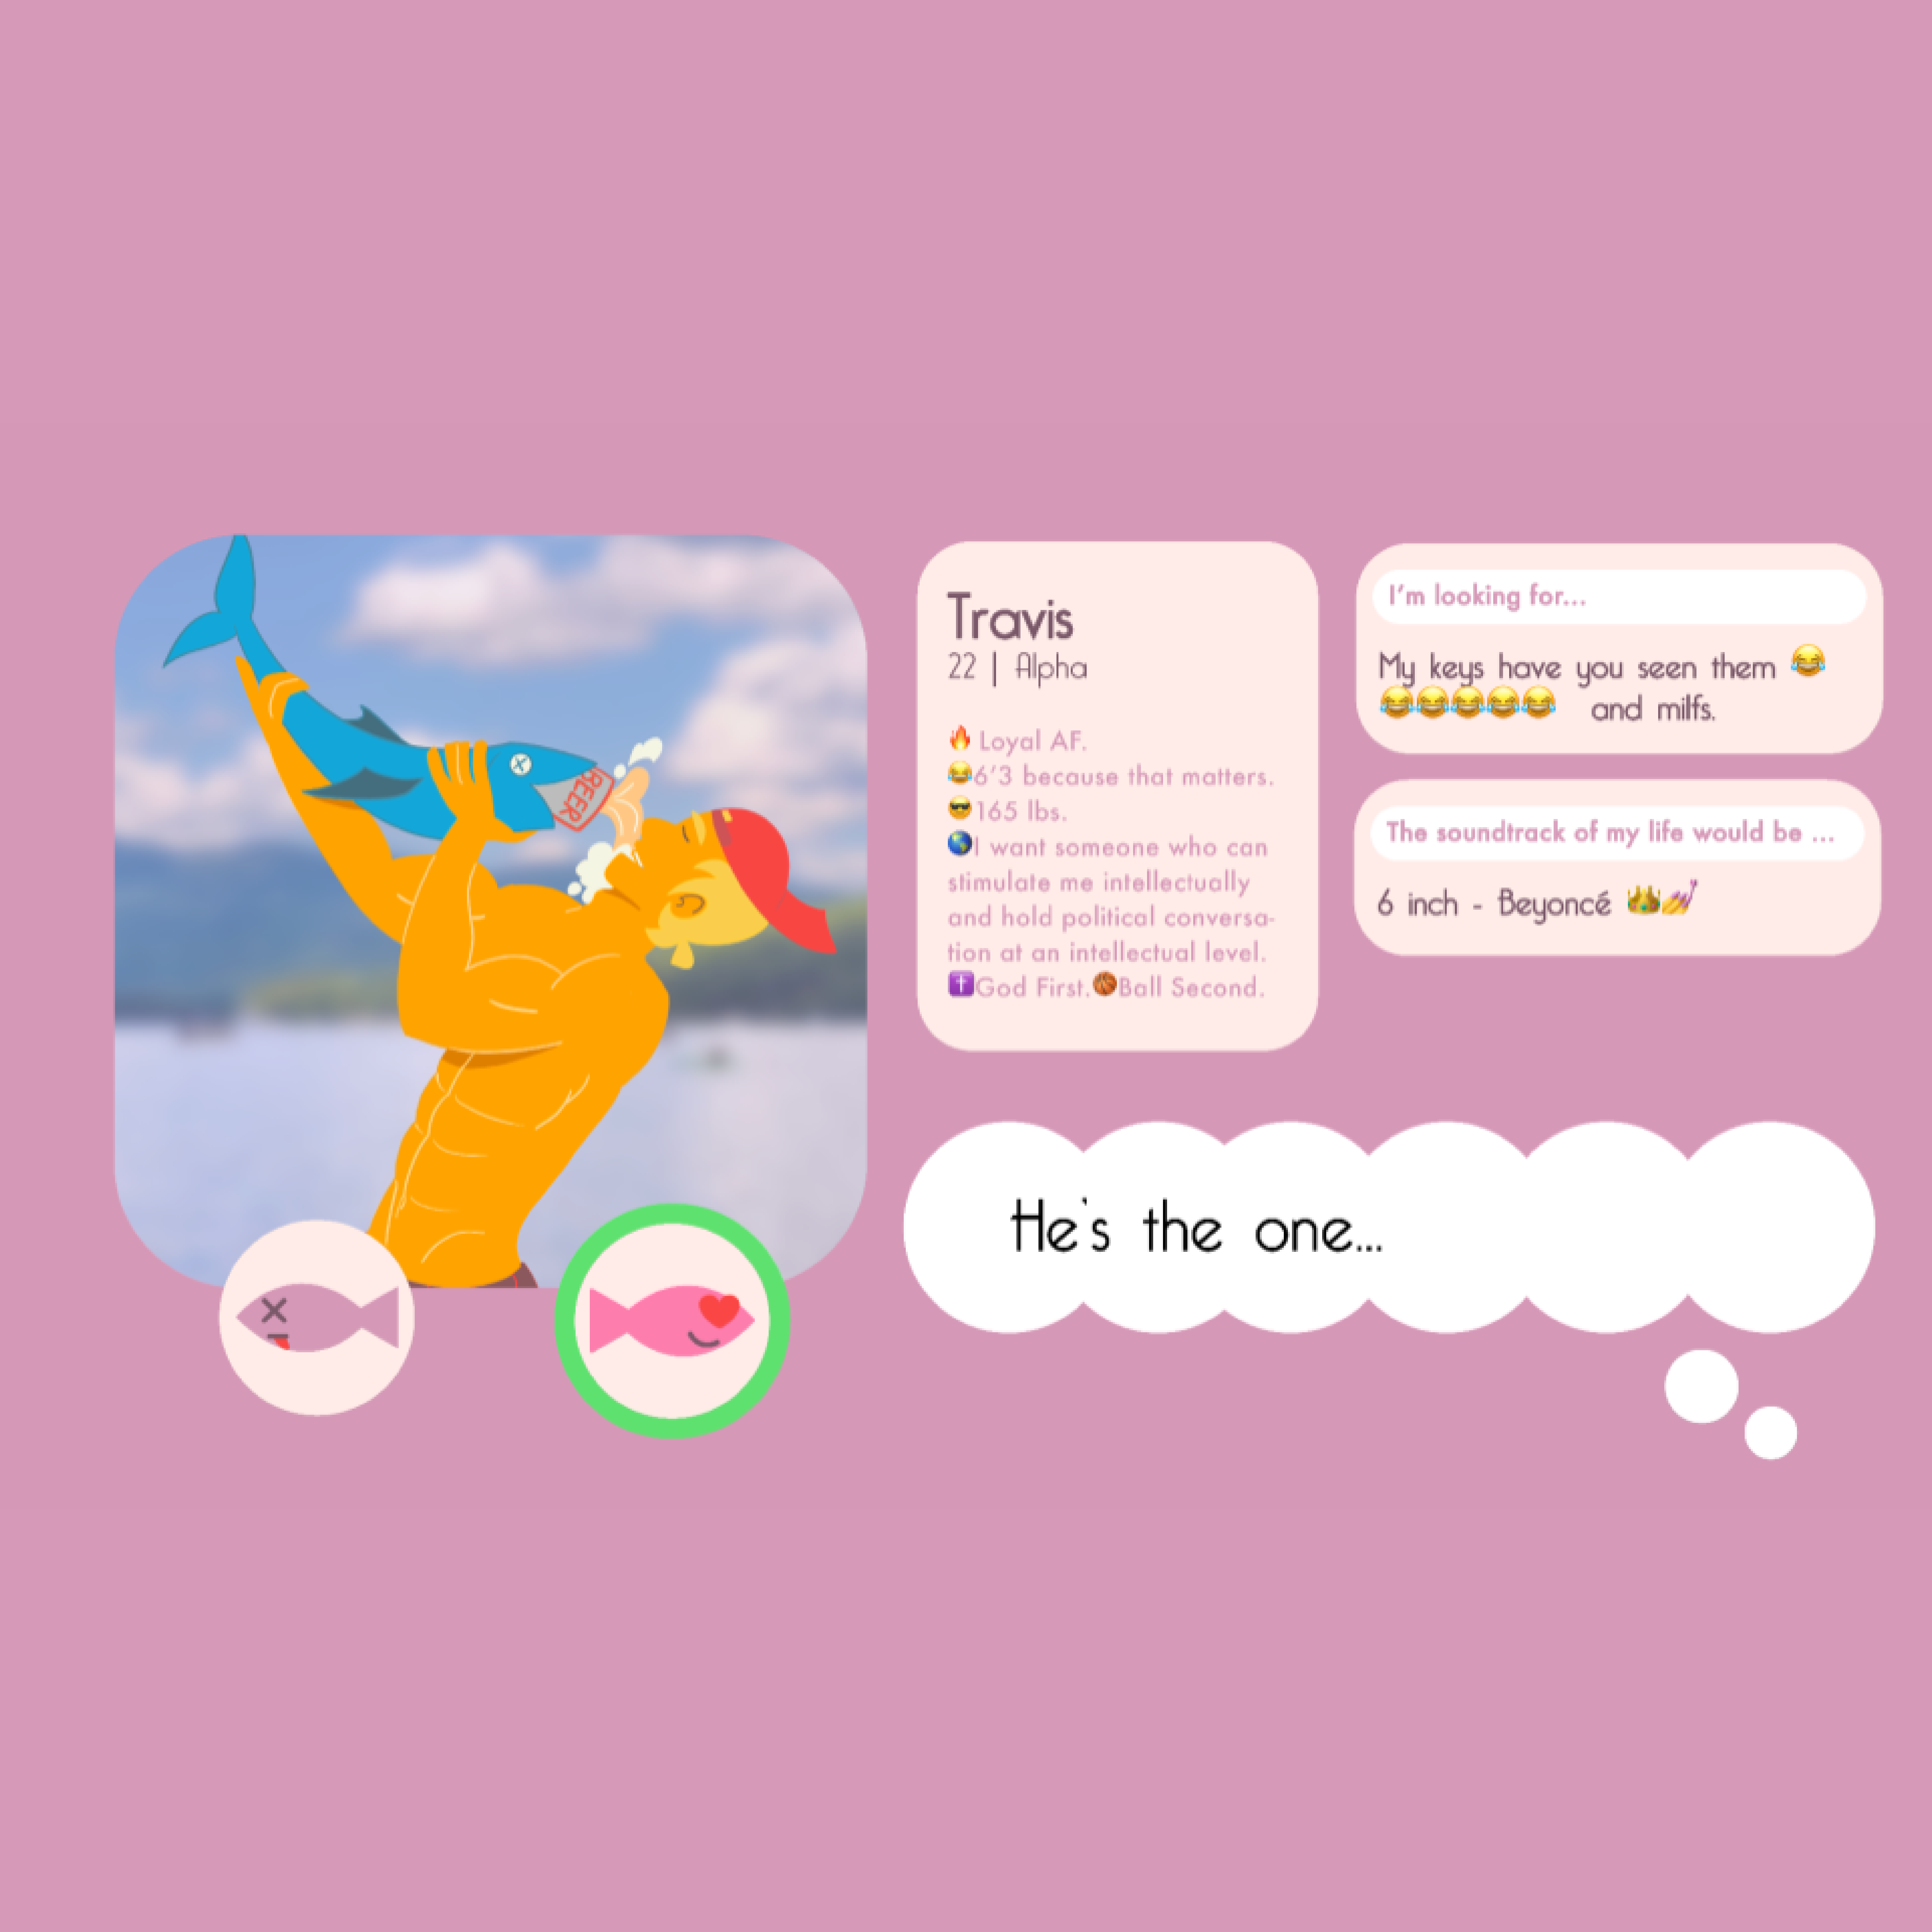 BEER
Travis
22 | Alpha
🔥 Loyal AF.
😂6'3 because that matters.
😎165 lbs.
🌎I want someone who can
stimulate me intellectually
and hold political conversa-
tion at an intellectual level.
✝️God First.🏀Ball Second.
I'm looking for...
My keys have you seen them 😂
😂😂😂😂😂 and milfs.
The soundtrack of my life would be ...
6 inch - Beyoncé 👑💅
He's the one...